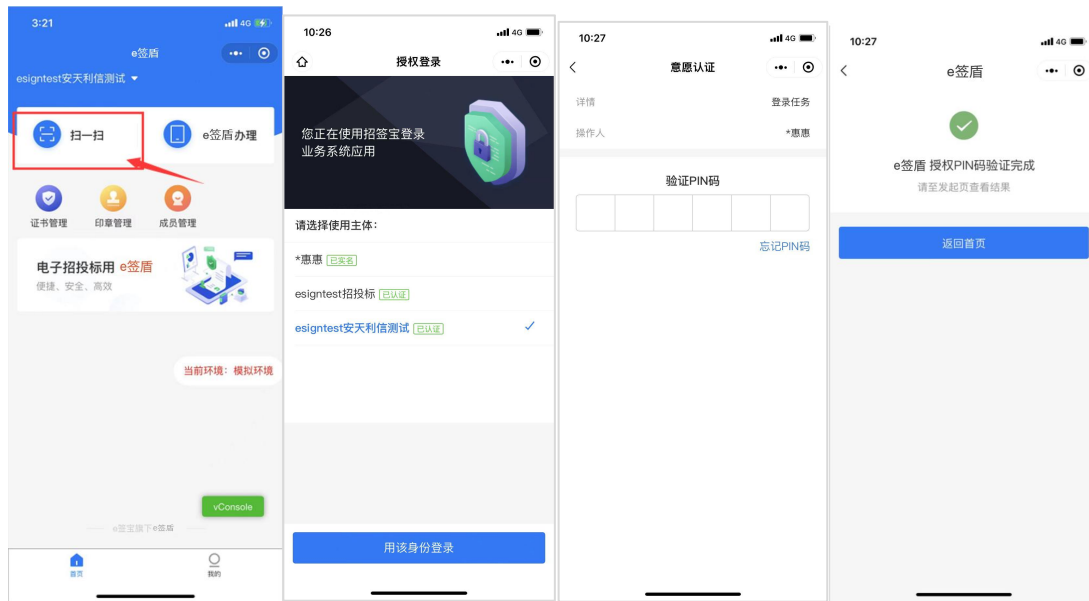 3:21
4G
e签盾
esigntest安天利信测试
扫一扫
e签盾办理
证书管理
印章管理
成员管理
电子招投标用 e签盾
便捷、安全、高效
当前环境：模拟环境
vConsole
e签宝旗下e签盾
首页
我的
10:26
4G
授权登录
您正在使用招签宝登录
业务系统应用
请选择使用主体：
*惠惠 已实名
esigntest招投标 已认证
esigntest安天利信测试 已认证
用该身份登录
10:27
4G
意愿认证
详情
登录任务
操作人
*惠惠
验证PIN码
忘记PIN码
10:27
4G
e签盾
e签盾 授权PIN码验证完成
请至发起页查看结果
返回首页